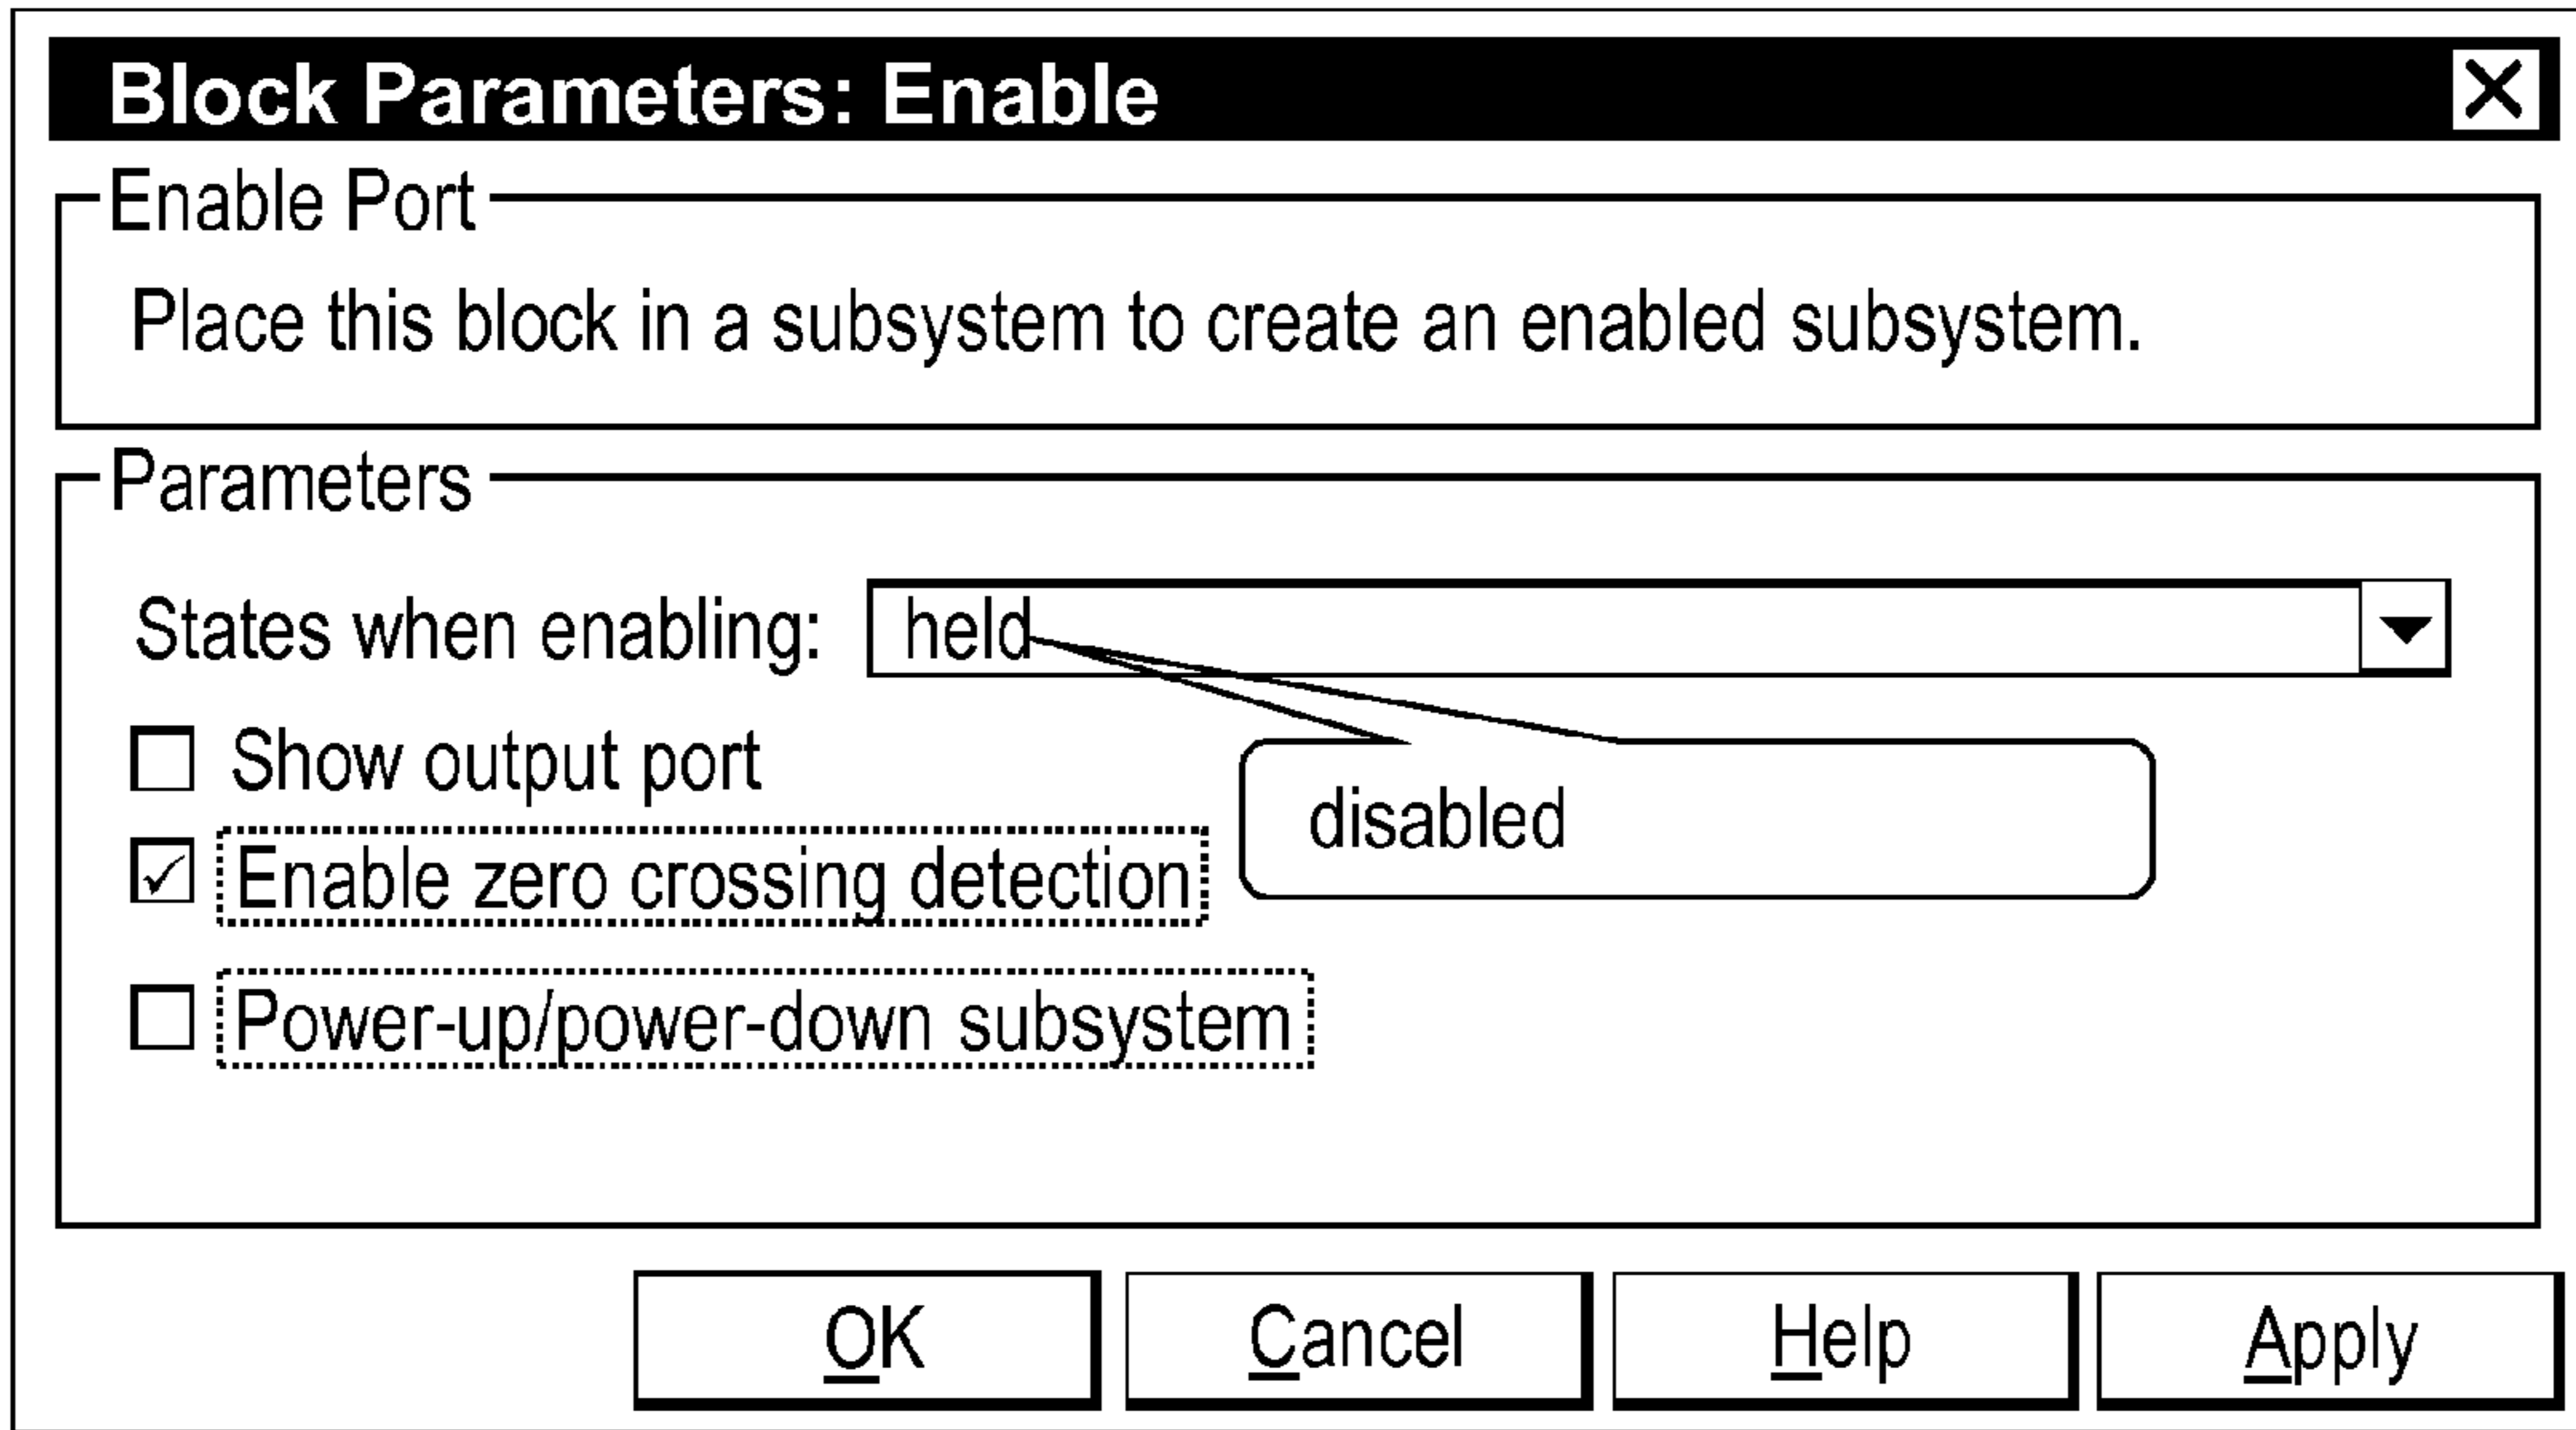 Block Parameters: Enable
Enable Port
Place this block in a subsystem to create an enabled subsystem.
Parameters
States when enabling: held
Show output port
disabled
Enable zero crossing detection
Power-up/power-down subsystem
OK Cancel Help Apply